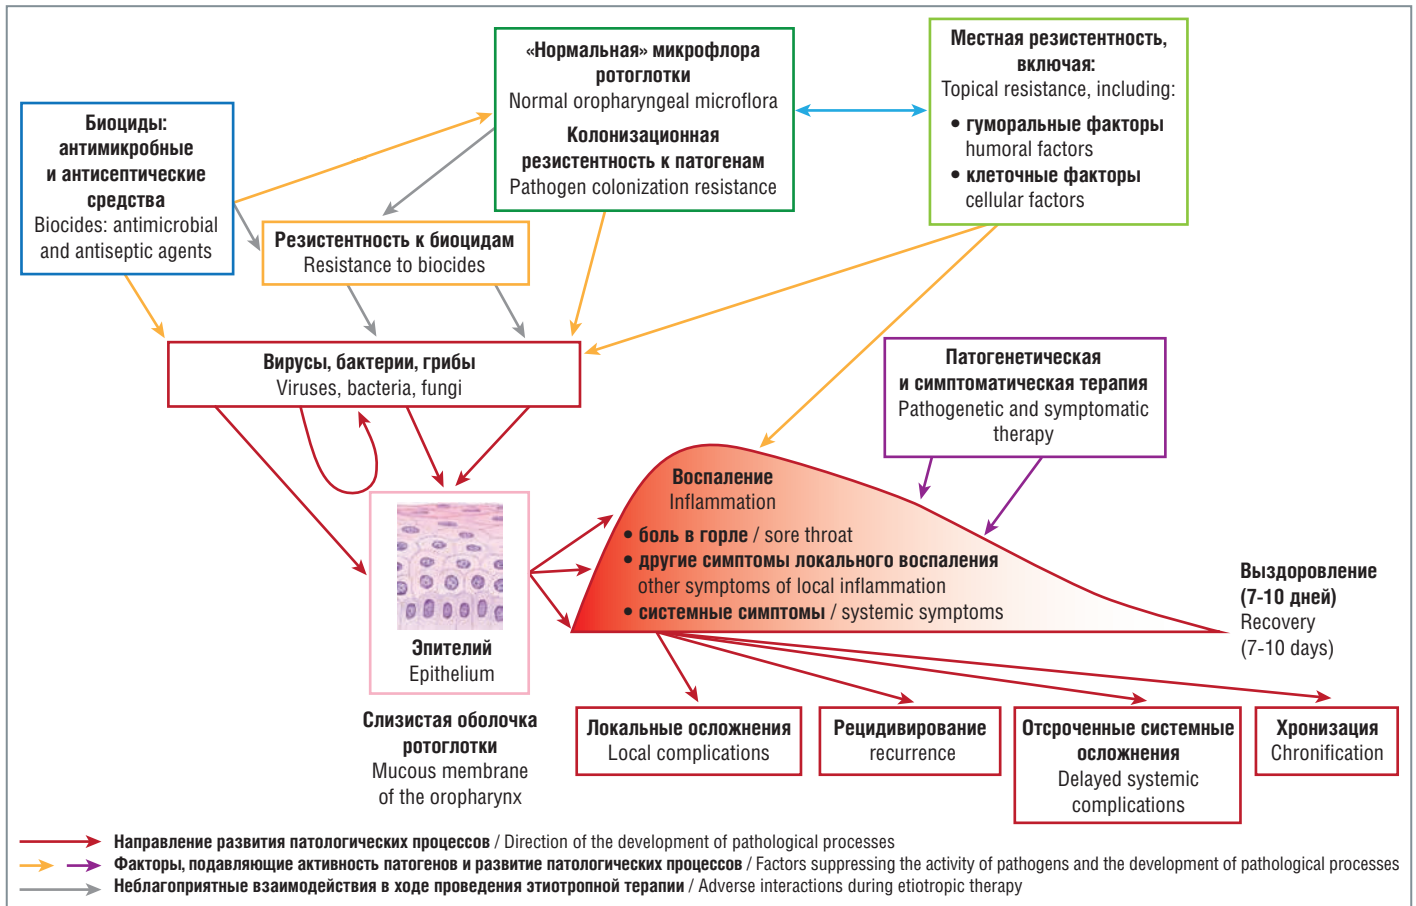 «Нормальная» микрофлора
ротоглотки
Normal oropharyngeal microflora
Колонизационная
резистентность к патогенам
Pathogen colonization resistance
Местная резистентность,
включая:
Topical resistance, including:
• гуморальные факторы
humoral factors
• клеточные факторы
cellular factors
Биоциды:
антимикробные
и антисептические
средства
Biocides: antimicrobial
and antiseptic agents
Резистентность к биоцидам
Resistance to biocides
Вирусы, бактерии, грибы
Viruses, bacteria, fungi
Патогенетическая
и симптоматическая терапия
Pathogenetic and symptomatic
therapy
Воспаление
Inflammation
• боль в горле / sore throat
• другие симптомы локального воспаления
other symptoms of local inflammation
• системные симптомы / systemic symptoms
Выздоровление
(7-10 дней)
Recovery
(7-10 days)
Эпителий
Epithelium
Слизистая оболочка
ротоглотки
Mucous membrane
of the oropharynx
Локальные осложнения
Local complications
Рецидивирование
recurrence
Отсроченные системные
осложнения
Delayed systemic
complications
Хронизация
Chronification
Направление развития патологических процессов / Direction of the development of pathological processes
Факторы, подавляющие активность патогенов и развитие патологических процессов / Factors suppressing the activity of pathogens and the development of pathological processes
Неблагоприятные взаимодействия в ходе проведения этиотропной терапии / Adverse interactions during etiotropic therapy